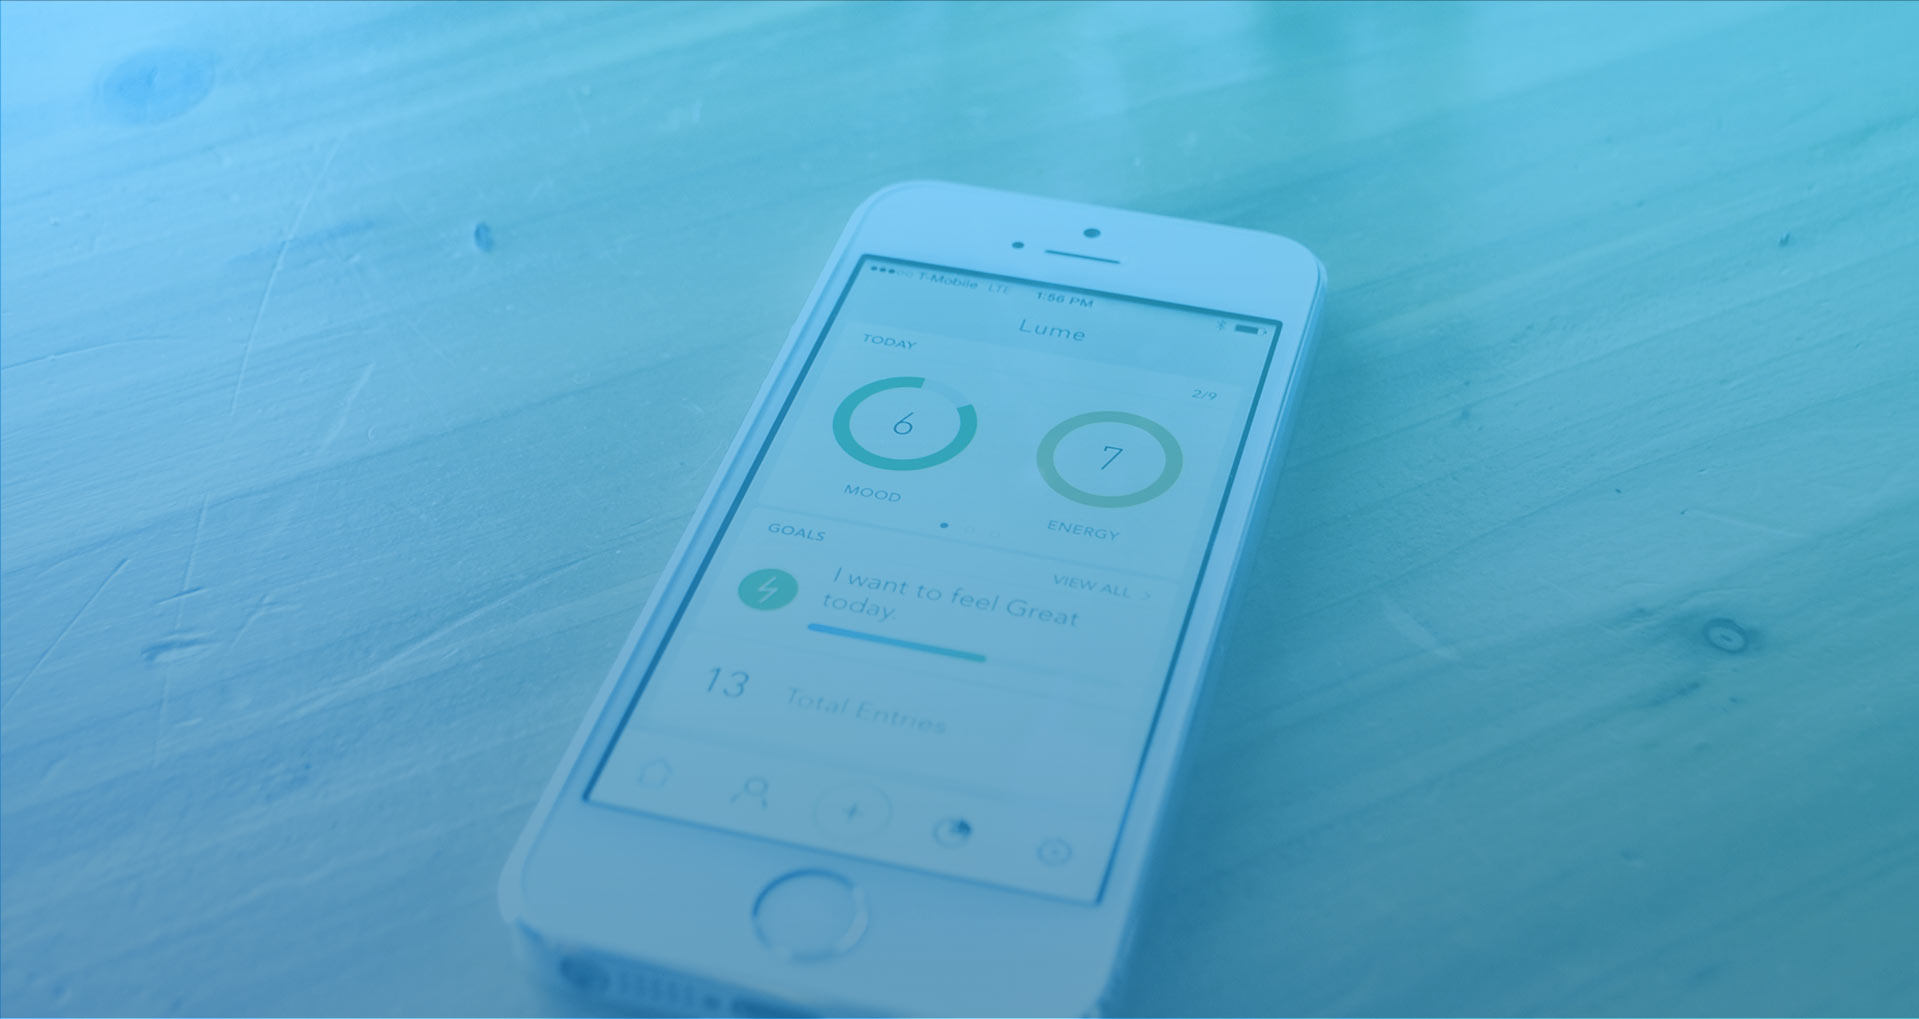 T-Mobile LTE 1:56 PM
Lume
TODAY
2/9
6
7
MOOD
ENERGY
GOALS
VIEW ALL >
I want to feel Great
today.
13 Total Entries